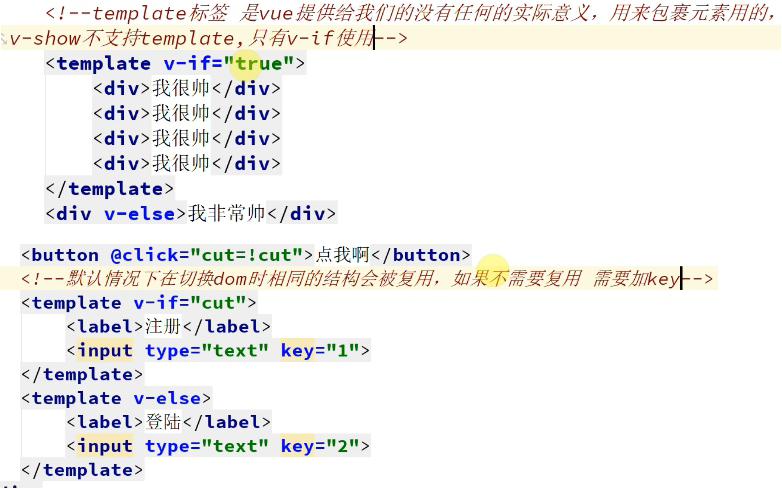 <!--template标签 是vue提供给我们的没有任何的实际意义，用来包裹元素用的，
v-show不支持template,只有v-if使用-->
<template v-if="true">
<div>我很帅</div>
<div>我很帅</div>
<div>我很帅</div>
<div>我很帅</div>
</template>
<div v-else>我非常帅</div>
<button @click="cut=!cut">点我啊</button>
<!--默认情况下在切换dom时相同的结构会被复用，如果不需要复用 需要加key-->
<template v-if="cut">
<label>注册</label>
<input type="text" key="1">
</template>
<template v-else>
<label>登陆</label>
<input type="text" key="2">
</template>